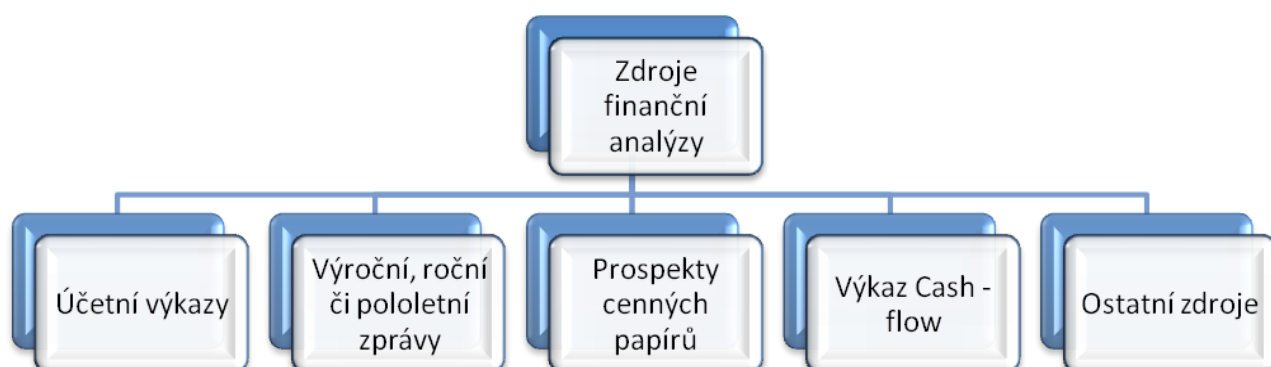 Zdroje
finanční
analýzy
Účetní výkazy
Výroční, roční
či pololetní
zprávy
Prospekty
cenných
papírů
Výkaz Cash -
flow
Ostatní zdroje